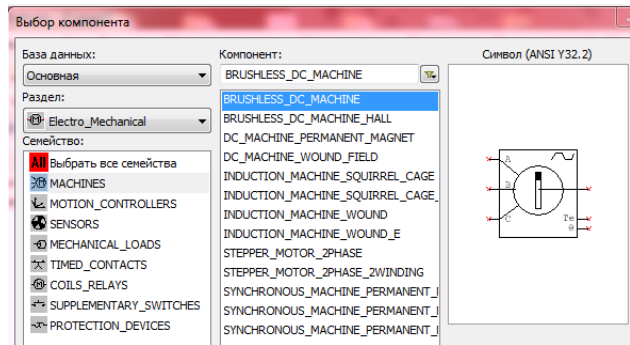 Выбор компонента
База данных:
Основная
Раздел:
Electro_Mechanical
Семейство:
All Выбрать все семейства
MACHINES
MOTION_CONTROLLERS
SENSORS
MECHANICAL_LOADS
TIMED_CONTACTS
COILS_RELAYS
SUPPLEMENTARY_SWITCHES
PROTECTION_DEVICES
Компонент:
BRUSHLESS_DC_MACHINE
BRUSHLESS_DC_MACHINE
BRUSHLESS_DC_MACHINE_HALL
DC_MACHINE_PERMANENT_MAGNET
DC_MACHINE_WOUND_FIELD
INDUCTION_MACHINE_SQUIRREL_CAGE
INDUCTION_MACHINE_SQUIRREL_CAGE_
INDUCTION_MACHINE_WOUND
INDUCTION_MACHINE_WOUND_E
STEPPER_MOTOR_2PHASE
STEPPER_MOTOR_2PHASE_2WINDING
SYNCHRONOUS_MACHINE_PERMANENT_
SYNCHRONOUS_MACHINE_PERMANENT_
SYNCHRONOUS_MACHINE_PERMANENT_
Символ (ANSI Y32.2)
A
B
C
Te
θ